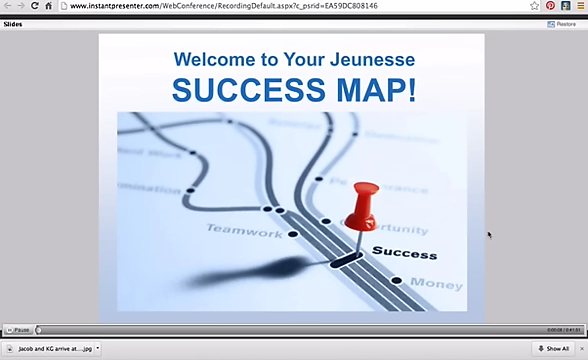 www.instantpresenter.com/WebConference/RecordingDefault.aspx?c_psrid=EA59DC808146
Slides
Restore
Welcome to Your Jeunesse
SUCCESS MAP!
Teamwork
Success
Money
Pause
Jacob and KG arrive at....jpg
Show All